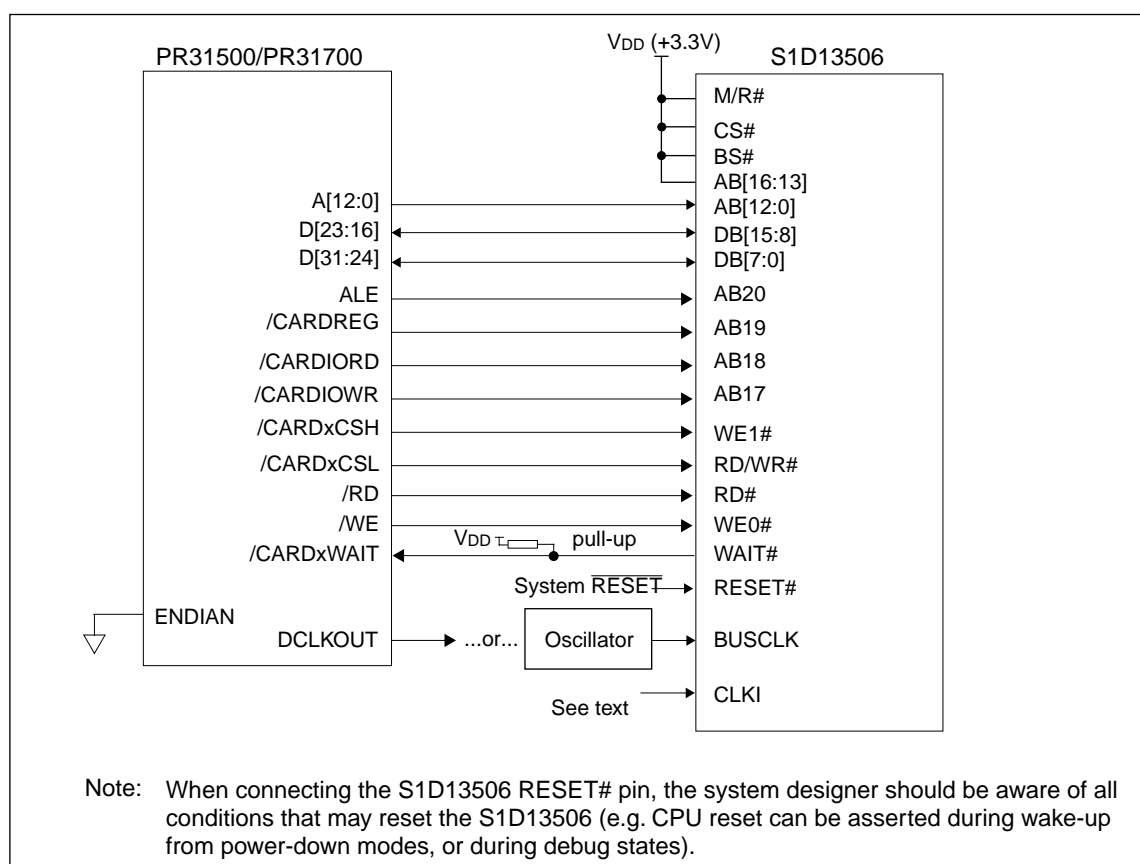 VDD (+3.3V)
PR31500/PR31700
S1D13506
M/R#
CS#
BS#
AB[16:13]
A[12:0]
AB[12:0]
D[23:16]
DB[15:8]
D[31:24]
DB[7:0]
ALE
AB20
/CARDREG
AB19
/CARDIORD
AB18
/CARDIOWR
AB17
/CARDxCSH
WE1#
/CARDxCSL
RD/WR#
/RD
RD#
/WE
WE0#
VDD
pull-up
/CARDxWAIT
WAIT#
System RESET
RESET#
ENDIAN
DCLKOUT
...or...
Oscillator
BUSCLK
See text
CLKI
Note: When connecting the S1D13506 RESET# pin, the system designer should be aware of all
conditions that may reset the S1D13506 (e.g. CPU reset can be asserted during wake-up
from power-down modes, or during debug states).